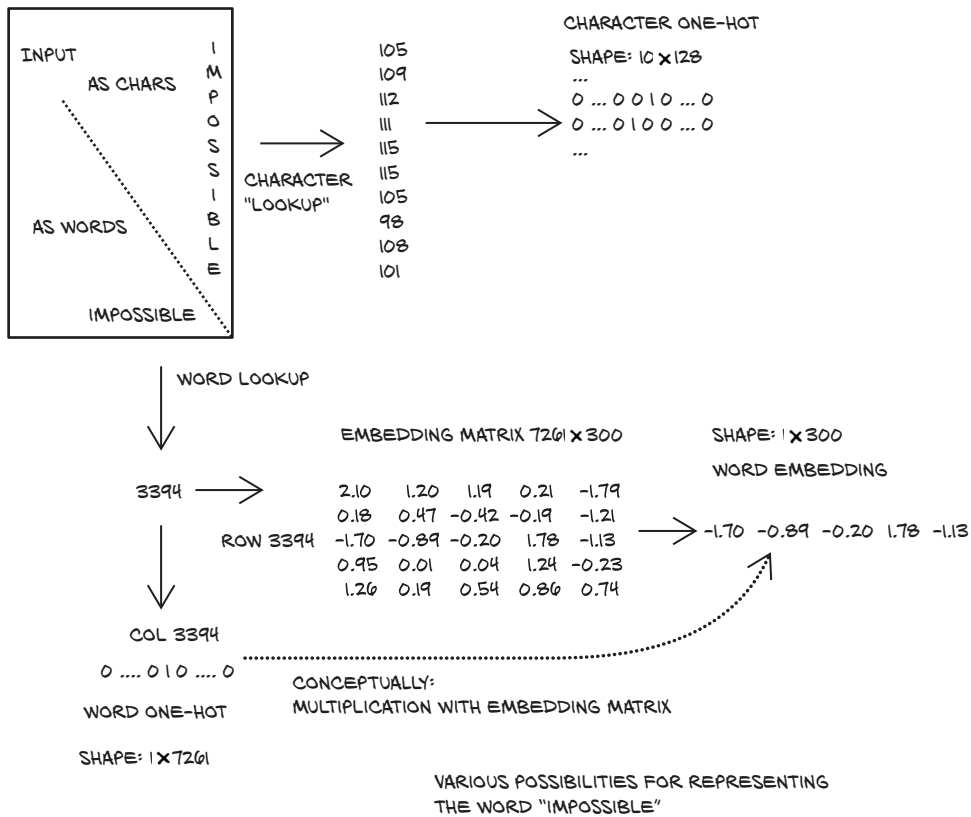 INPUT
AS CHARS
I
M
P
O
S
S
I
B
L
E
AS WORDS
IMPOSSIBLE
CHARACTER
"LOOKUP"
105
109
112
111
115
115
105
98
108
101
CHARACTER ONE-HOT
SHAPE: 10 × 128
...
0 ... 0 0 1 0 ... 0
0 ... 0 1 0 0 ... 0
...
WORD LOOKUP
3394
EMBEDDING MATRIX 7261 × 300
2.10 1.20 1.19 0.21 -1.79
0.18 0.47 -0.42 -0.19 -1.21
ROW 3394 -1.70 -0.89 -0.20 1.78 -1.13
0.95 0.01 0.04 1.24 -0.23
1.26 0.19 0.54 0.86 0.74
SHAPE: 1 × 300
WORD EMBEDDING
-1.70 -0.89 -0.20 1.78 -1.13
COL 3394
0 .... 0 1 0 .... 0
WORD ONE-HOT
SHAPE: 1 × 7261
CONCEPTUALLY:
MULTIPLICATION WITH EMBEDDING MATRIX
VARIOUS POSSIBILITIES FOR REPRESENTING
THE WORD "IMPOSSIBLE"